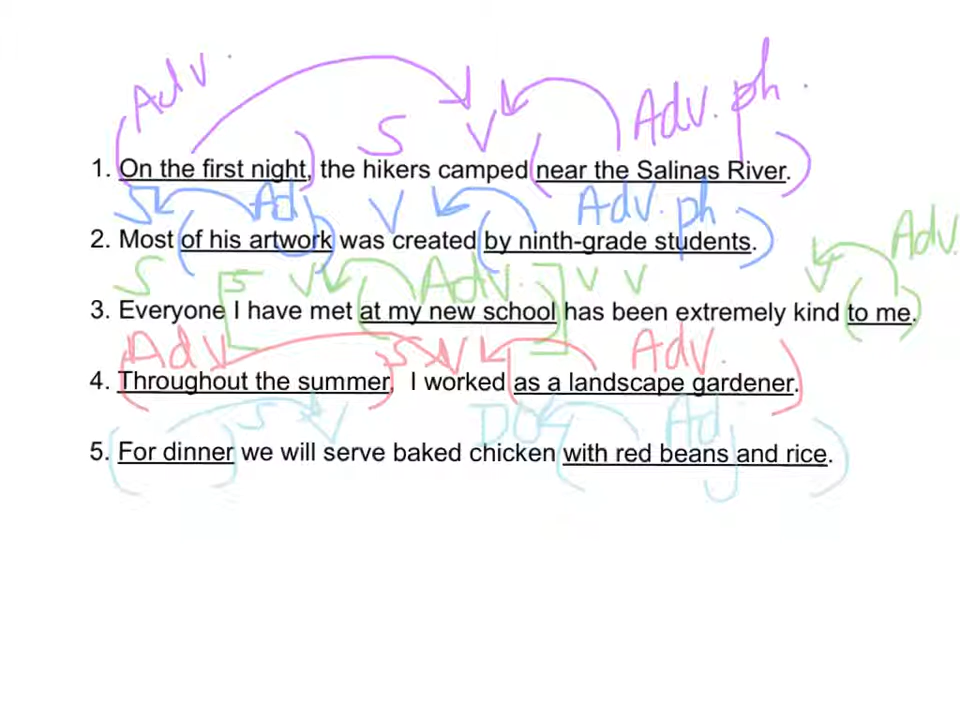 Adv. Adv. ph.
S V
1. On the first night, the hikers camped near the Salinas River.
S Adj V Adv. ph
2. Most of his artwork was created by ninth-grade students.
S S V Adv. V V V Adv.
3. Everyone I have met at my new school has been extremely kind to me.
Adv S V Adv.
4. Throughout the summer, I worked as a landscape gardener.
S V DO Adj
5. For dinner we will serve baked chicken with red beans and rice.